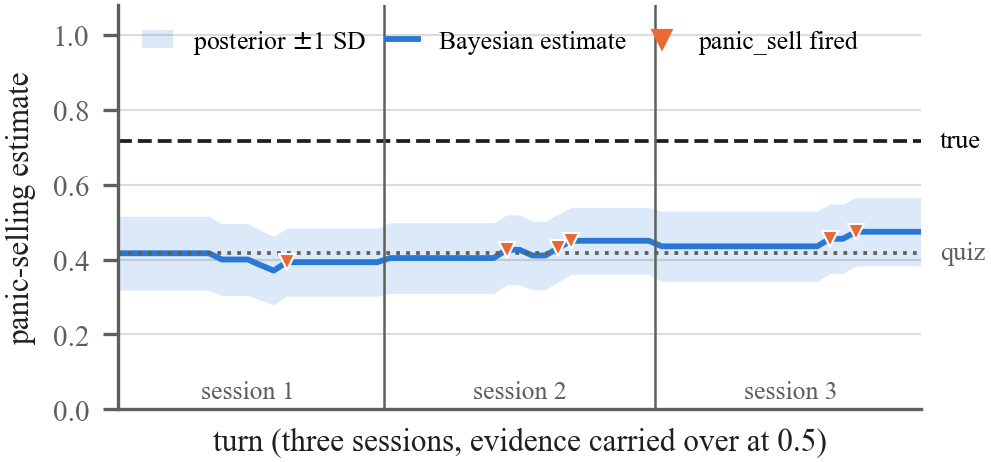 posterior ±1 SD
Bayesian estimate
panic_sell fired
panic-selling estimate
1.0
0.8
0.6
0.4
0.2
0.0
true
quiz
session 1
session 2
session 3
turn (three sessions, evidence carried over at 0.5)